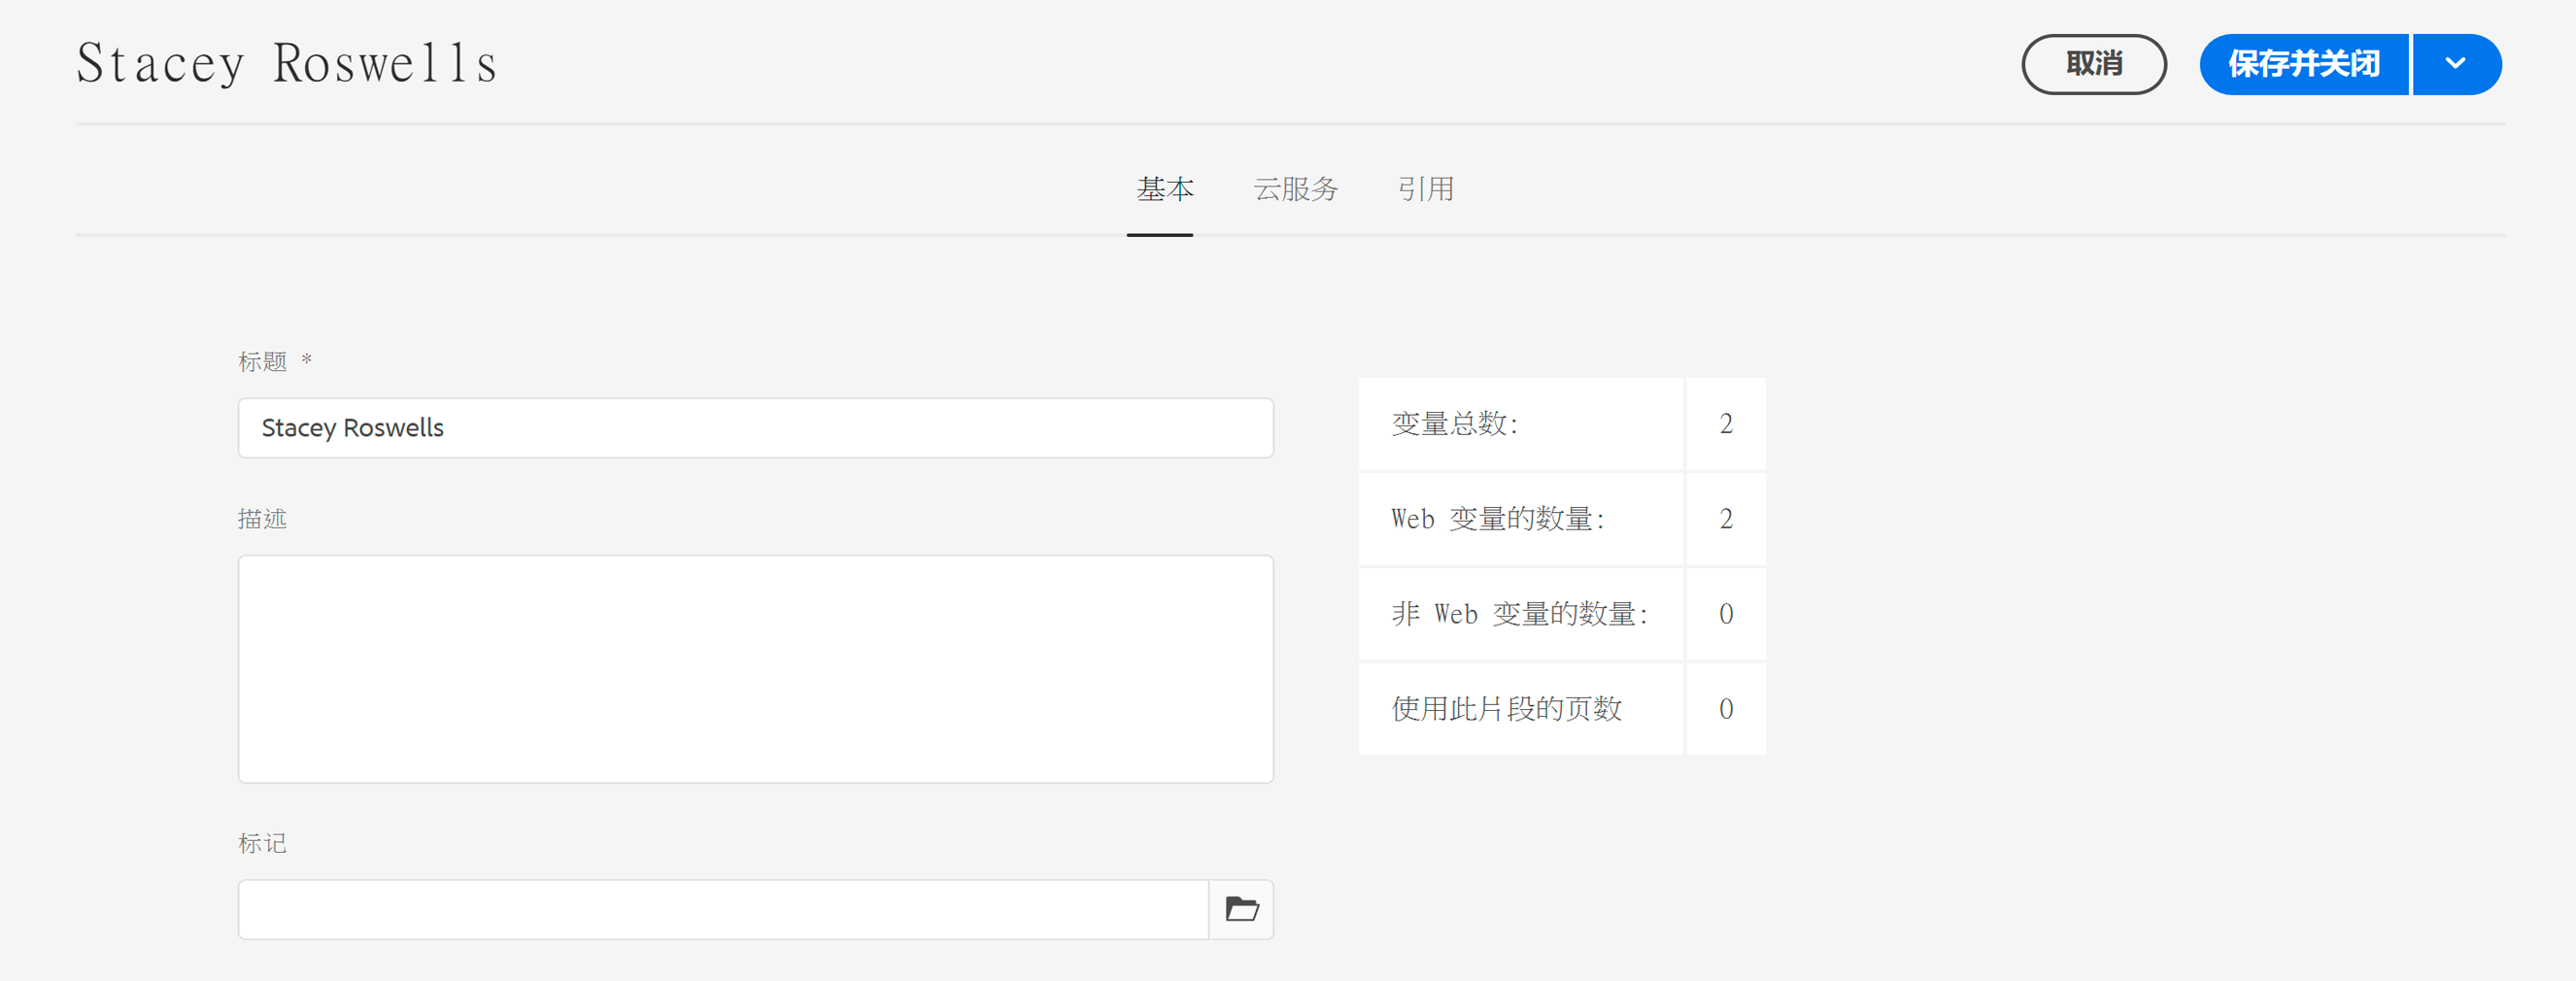 Stacey Roswells
取消
保存并关闭
基本
云服务
引用
标题 *
Stacey Roswells
描述
标记
变量总数: 2
Web 变量的数量: 2
非 Web 变量的数量: 0
使用此片段的页数 0